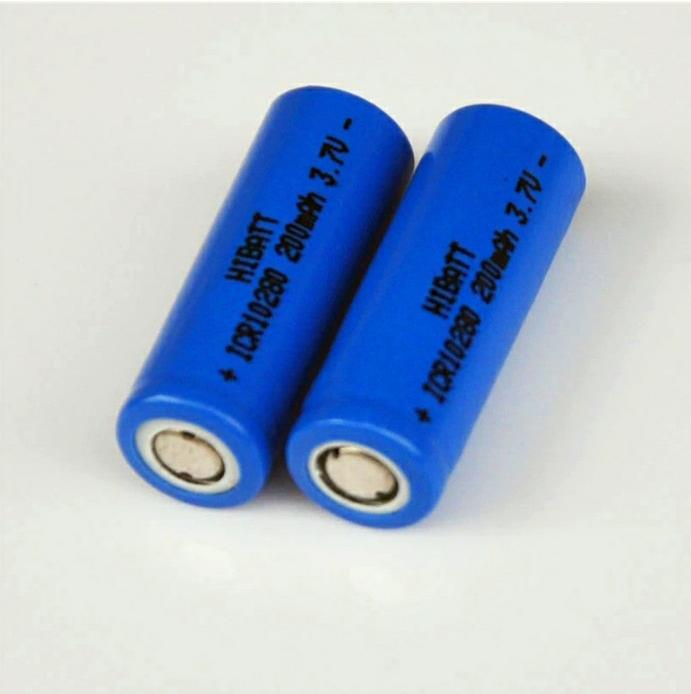 HIBATT
+ ICR10280 200mAh 3.7V -
HIBATT
+ ICR10280 200mAh 3.7V -